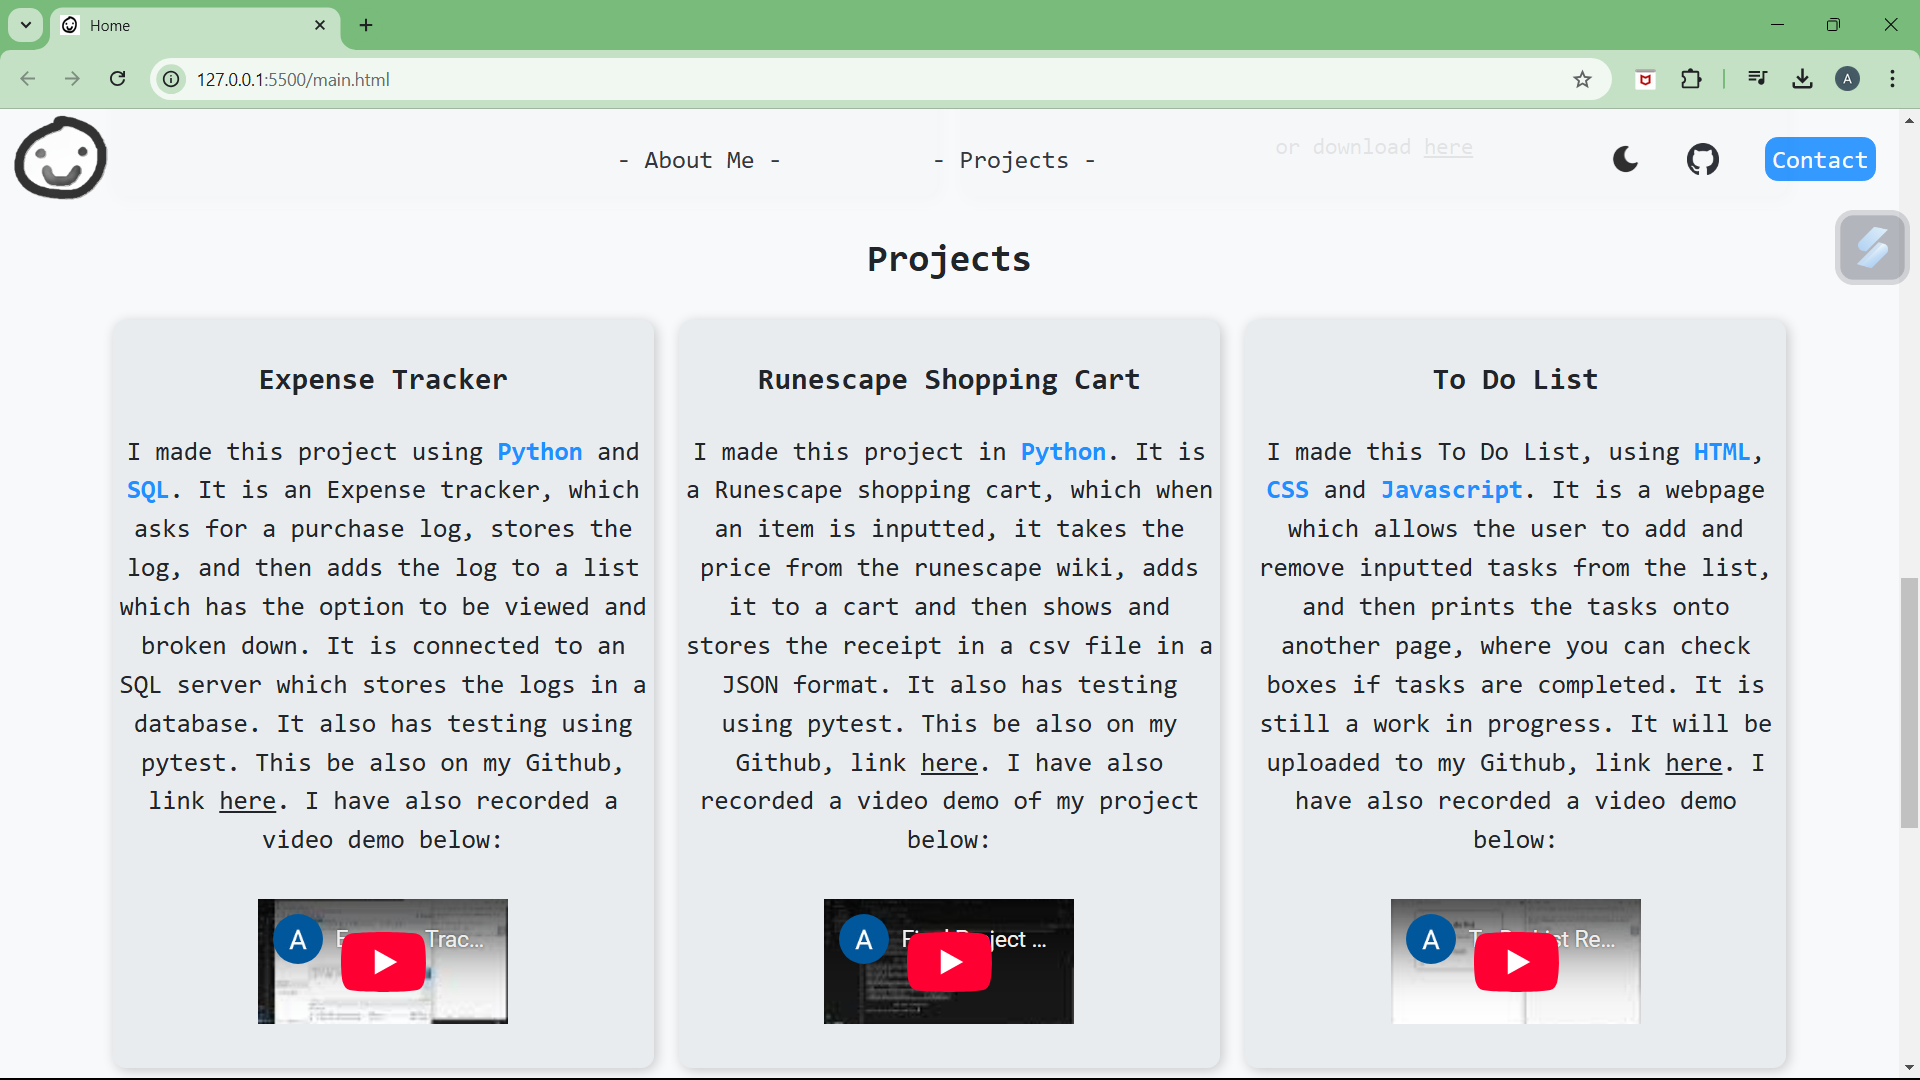 Home
127.0.0.1:5500/main.html
A
- About Me -
- Projects -
or download here
Contact
Projects
Expense Tracker
I made this project using Python and
SQL. It is an Expense tracker, which
asks for a purchase log, stores the
log, and then adds the log to a list
which has the option to be viewed and
broken down. It is connected to an
SQL server which stores the logs in a
database. It also has testing using
pytest. This be also on my Github,
link here. I have also recorded a
video demo below:
A
Trac...
Runescape Shopping Cart
I made this project in Python. It is
a Runescape shopping cart, which when
an item is inputted, it takes the
price from the runescape wiki, adds
it to a cart and then shows and
stores the receipt in a csv file in a
JSON format. It also has testing
using pytest. This be also on my
Github, link here. I have also
recorded a video demo of my project
below:
A
Final Project ...
To Do List
I made this To Do List, using HTML,
CSS and Javascript. It is a webpage
which allows the user to add and
remove inputted tasks from the list,
and then prints the tasks onto
another page, where you can check
boxes if tasks are completed. It is
still a work in progress. It will be
uploaded to my Github, link here. I
have also recorded a video demo
below:
A
Re...